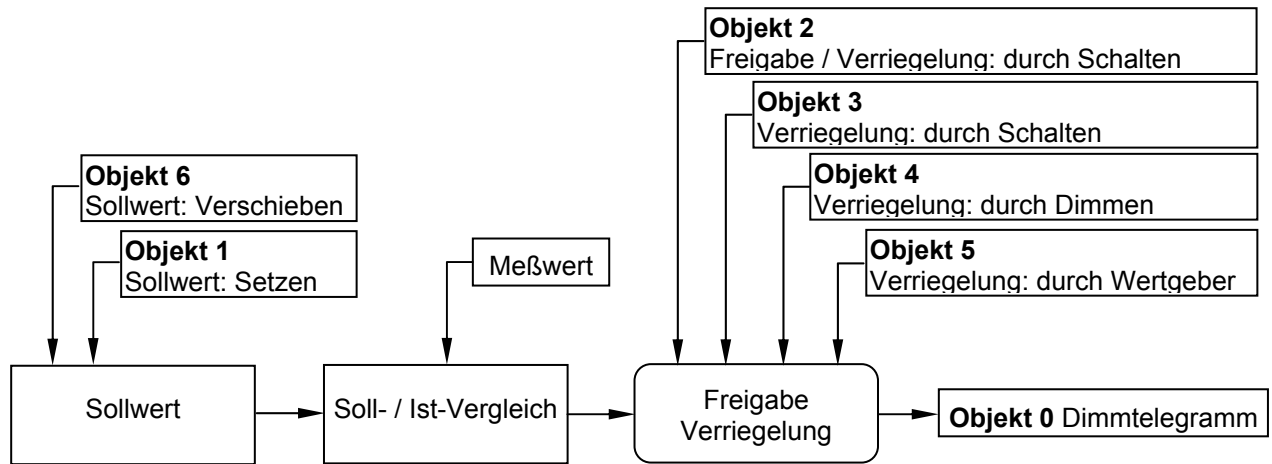 Objekt 2
Freigabe / Verriegelung: durch Schalten
Objekt 3
Verriegelung: durch Schalten
Objekt 6
Sollwert: Verschieben
Objekt 4
Verriegelung: durch Dimmen
Objekt 1
Sollwert: Setzen
Meßwert
Objekt 5
Verriegelung: durch Wertgeber
Sollwert
Soll- / Ist-Vergleich
Freigabe
Verriegelung
Objekt 0 Dimmtelegramm